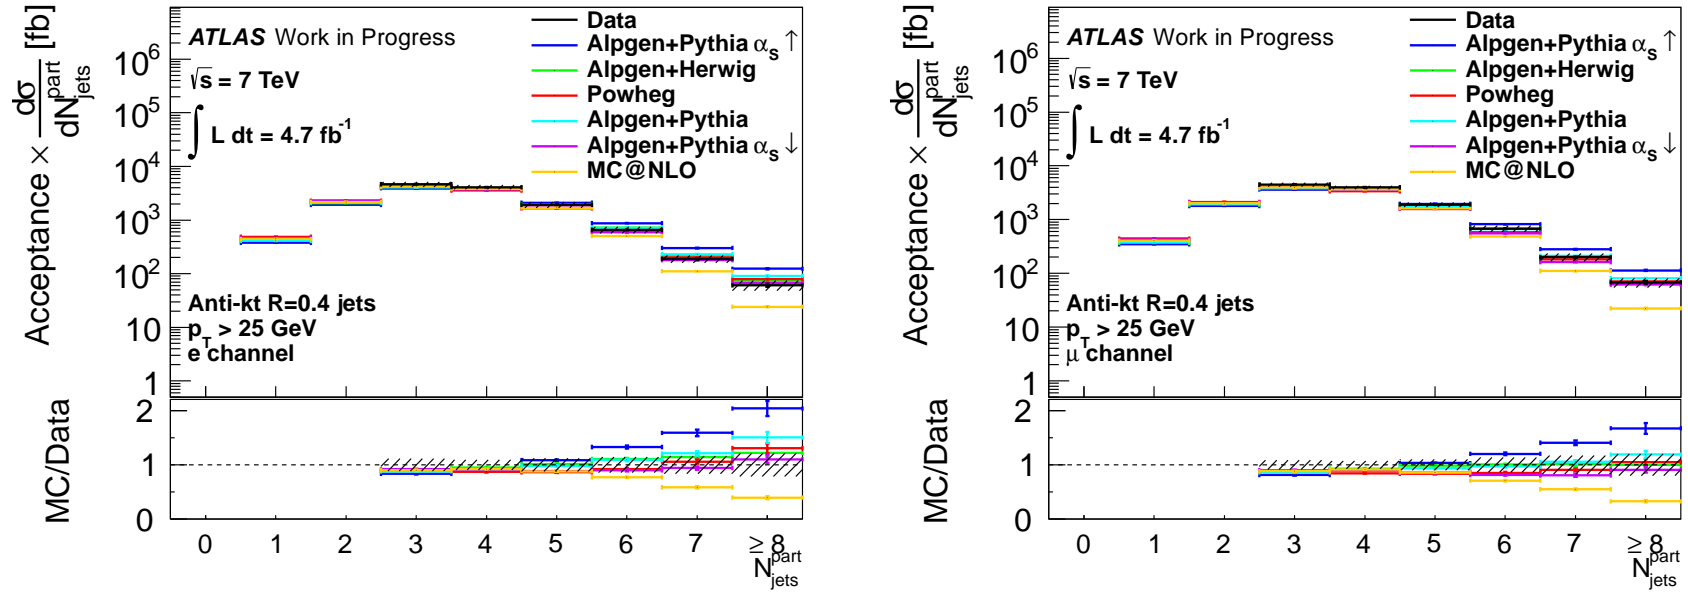 ATLAS Work in Progress
√s = 7 TeV
∫ L dt = 4.7 fb⁻¹
Data
Alpgen+Pythia αS ↑
Alpgen+Herwig
Powheg
Alpgen+Pythia
Alpgen+Pythia αS ↓
MC@NLO
Acceptance × dσ/dN_jets^part [fb]
10⁶
10⁵
10⁴
10³
10²
10
1
Anti-kt R=0.4 jets
pT > 25 GeV
e channel
MC/Data
2
1
0
0 1 2 3 4 5 6 7 ≥ 8
N_jets^part
ATLAS Work in Progress
√s = 7 TeV
∫ L dt = 4.7 fb⁻¹
Data
Alpgen+Pythia αS ↑
Alpgen+Herwig
Powheg
Alpgen+Pythia
Alpgen+Pythia αS ↓
MC@NLO
Acceptance × dσ/dN_jets^part [fb]
10⁶
10⁵
10⁴
10³
10²
10
1
Anti-kt R=0.4 jets
pT > 25 GeV
μ channel
MC/Data
2
1
0
0 1 2 3 4 5 6 7 ≥ 8
N_jets^part